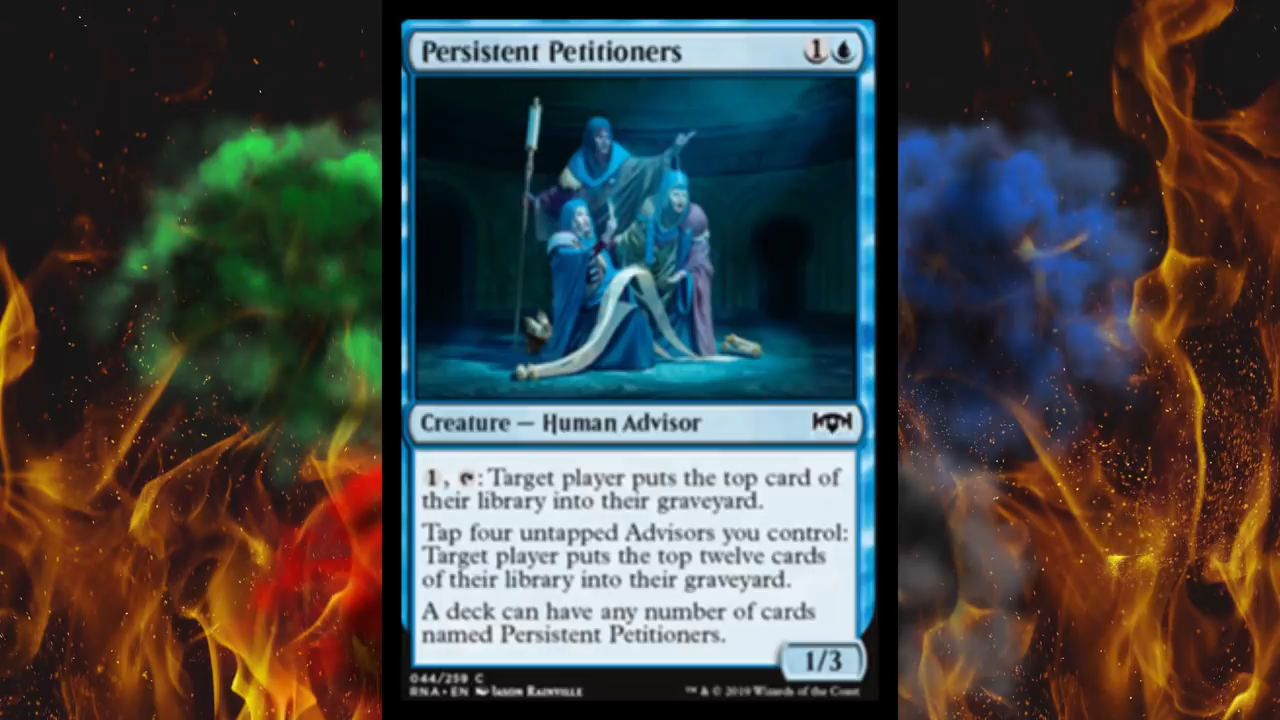 Persistent Petitioners 1
Creature — Human Advisor
1, : Target player puts the top card of
their library into their graveyard.
Tap four untapped Advisors you control:
Target player puts the top twelve cards
of their library into their graveyard.
A deck can have any number of cards
named Persistent Petitioners.
1/3
044/259 C
RNA • EN Jason Rainville
™ & © 2019 Wizards of the Coast